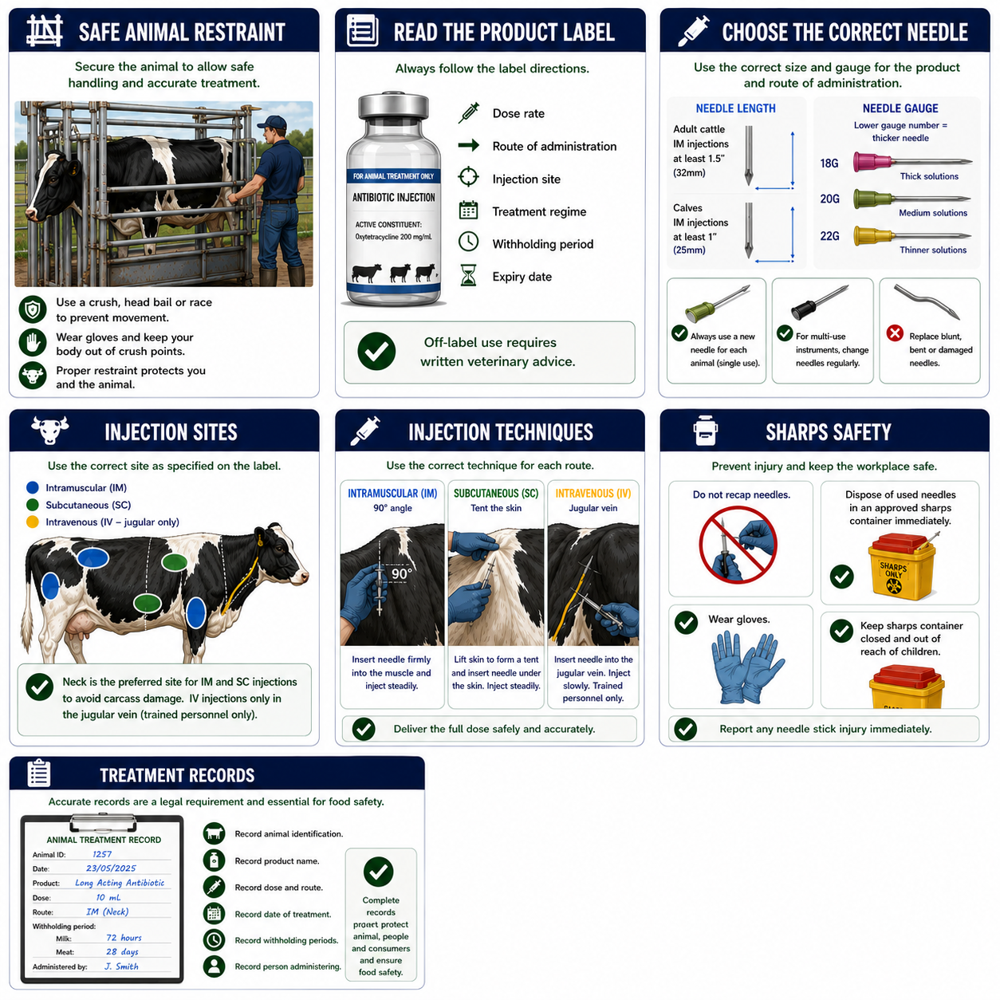 SAFE ANIMAL RESTRAINT
Secure the animal to allow safe
handling and accurate treatment.
Use a crush, head bail or race
to prevent movement.
Wear gloves and keep your
body out of crush points.
Proper restraint protects you
and the animal.
READ THE PRODUCT LABEL
Always follow the label directions.
FOR ANIMAL TREATMENT ONLY
ANTIBIOTIC INJECTION
ACTIVE CONSTITUENT:
Oxytetracycline 200 mg/mL
Dose rate
Route of administration
Injection site
Treatment regime
Withholding period
Expiry date
Off-label use requires
written veterinary advice.
CHOOSE THE CORRECT NEEDLE
Use the correct size and gauge for the product
and route of administration.
NEEDLE LENGTH
Adult cattle
IM injections
at least 1.5"
(32mm)
Calves
IM injections
at least 1"
(25mm)
NEEDLE GAUGE
Lower gauge number =
thicker needle
18G
Thick solutions
20G
Medium solutions
22G
Thinner solutions
Always use a new
needle for each
animal (single use).
For multi-use
instruments, change
needles regularly.
Replace blunt,
bent or damaged
needles.
INJECTION SITES
Use the correct site as specified on the label.
Intramuscular (IM)
Subcutaneous (SC)
Intravenous (IV – jugular only)
Neck is the preferred site for IM and SC injections
to avoid carcass damage. IV injections only in
the jugular vein (trained personnel only).
INJECTION TECHNIQUES
Use the correct technique for each route.
INTRAMUSCULAR (IM)
90° angle
90°
Insert needle firmly
into the muscle and
inject steadily.
SUBCUTANEOUS (SC)
Tent the skin
Lift skin to form a tent
and insert needle under
the skin. Inject steadily.
INTRAVENOUS (IV)
Jugular vein
Insert needle into the
jugular vein. Inject
slowly. Trained
personnel only.
Deliver the full dose safely and accurately.
SHARPS SAFETY
Prevent injury and keep the workplace safe.
Do not recap needles.
Dispose of used needles
in an approved sharps
container immediately.
SHARPS
ONLY
Wear gloves.
Keep sharps container
closed and out of
reach of children.
Report any needle stick injury immediately.
TREATMENT RECORDS
Accurate records are a legal requirement and essential for food safety.
ANIMAL TREATMENT RECORD
Animal ID: 1257
Date: 23/05/2025
Product: Long Acting Antibiotic
Dose: 10 mL
Route: IM (Neck)
Withholding period:
Milk: 72 hours
Meat: 28 days
Administered by: J. Smith
Record animal identification.
Record product name.
Record dose and route.
Record date of treatment.
Record withholding periods.
Record person administering.
Complete
records
protect
animal, people
and consumers
and ensure
food safety.